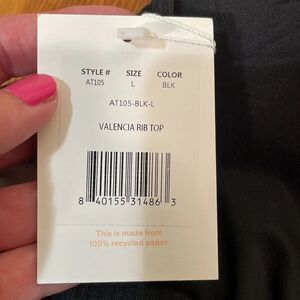 STYLE # SIZE COLOR
AT105 L BLK
AT105-BLK-L
VALENCIA RIB TOP
8 40155 31486 3
This is made from
100% recycled paper.